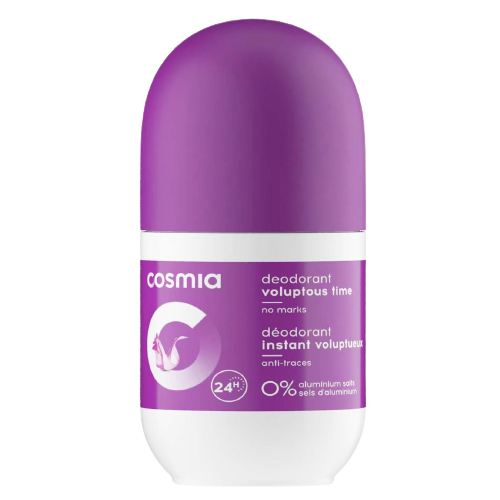 cosmia
deodorant
voluptous time
no marks
déodorant
instant voluptueux
anti-traces
24H
0% aluminium salts
sels d'aluminium